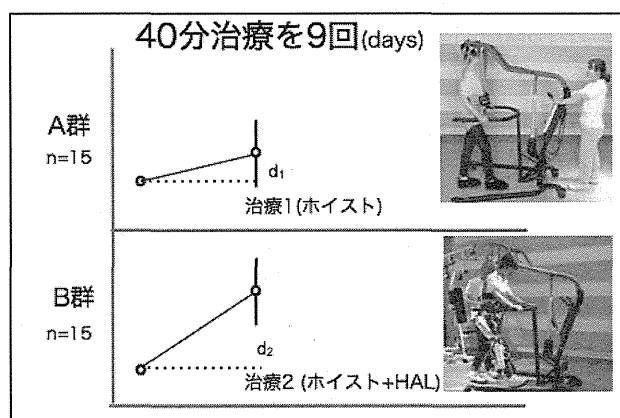 40分治療を9回(days)
A群
n=15
d₁
治療1(ホイスト)
B群
n=15
d₂
治療2 (ホイスト+HAL)